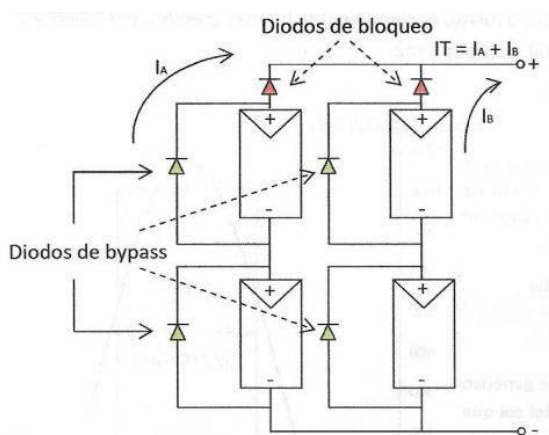 Diodos de bloqueo
IT = IA + IB
+
IA
IB
+
+
-
-
Diodos de bypass
+
+
-
-
-